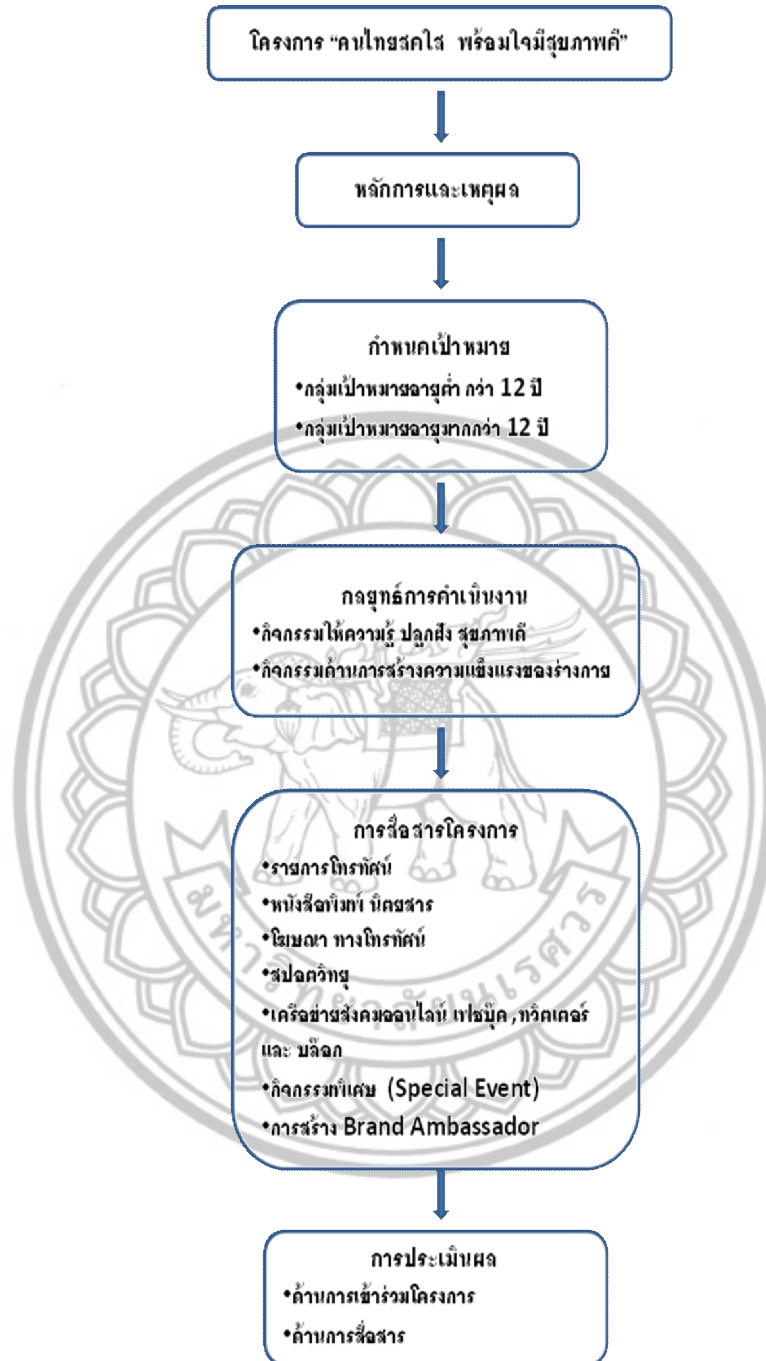 โครงการ “คนไทยสดใส พร้อมใจมีสุขภาพดี”
หลักการและเหตุผล
กำหนดเป้าหมาย
•กลุ่มเป้าหมายอายุต่ำ กว่า 12 ปี
•กลุ่มเป้าหมายอายุมากกว่า 12 ปี
กลยุทธ์การดำเนินงาน
•กิจกรรมให้ความรู้ ปลูกฝัง สุขภาพดี
•กิจกรรมด้านการสร้างความแข็งแรงของร่างกาย
การสื่อสารโครงการ
•รายการโทรทัศน์
•หนังสือพิมพ์ นิตยสาร
•โฆษณา ทางโทรทัศน์
•สปอตวิทยุ
•เครือข่ายสังคมออนไลน์ เฟซบุ๊ค ,ทวิตเตอร์
และ บล๊อก
•กิจกรรมพิเศษ (Special Event)
•การสร้าง Brand Ambassador
มหาวิทยาลัยนเรศวร
การประเมินผล
•ด้านการเข้าร่วมโครงการ
•ด้านการสื่อสาร